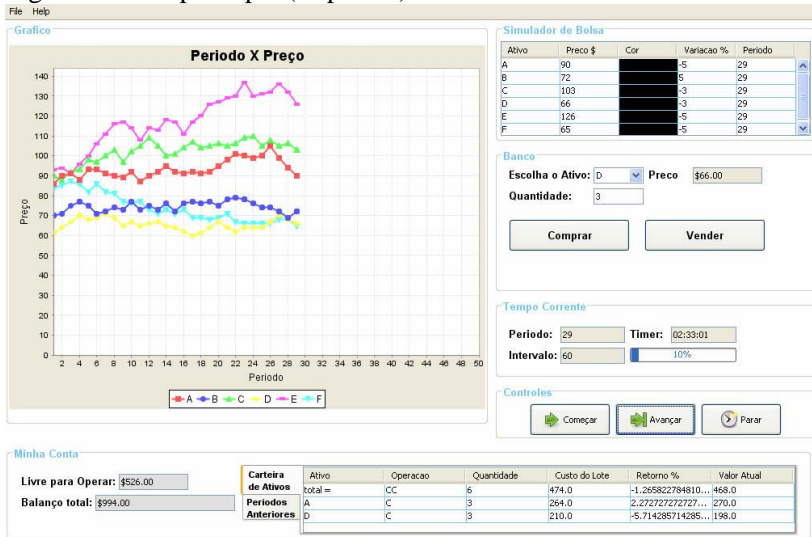 File Help
Grafico
Periodo X Preço
Preço
140
130
120
110
100
90
80
70
60
50
40
30
20
10
0
2 4 6 8 10 12 14 16 18 20 22 24 26 28 30 32 34 36 38 40 42 44 46 48 50
Periodo
A B C D E F
Simulador de Bolsa
Ativo Preco $ Cor Variacao % Periodo
A 90 -5 29
B 72 5 29
C 103 -3 29
D 66 -3 29
E 126 -5 29
F 65 -5 29
Banco
Escolha o Ativo: D Preco $66.00
Quantidade: 3
Comprar Vender
Tempo Corrente
Periodo: 29 Timer: 02:33:01
Intervalo: 60 10%
Controles
Começar Avançar Parar
Minha Conta
Livre para Operar: $526.00
Balanço total: $994.00
Carteira de Ativos
Periodos Anteriores
Ativo Operacao Quantidade Custo do Lote Retorno % Valor Atual
total = CC 6 474.0 -1.265822784810... 468.0
A C 3 264.0 2.272727272727... 270.0
D C 3 210.0 -5.714285714285... 198.0